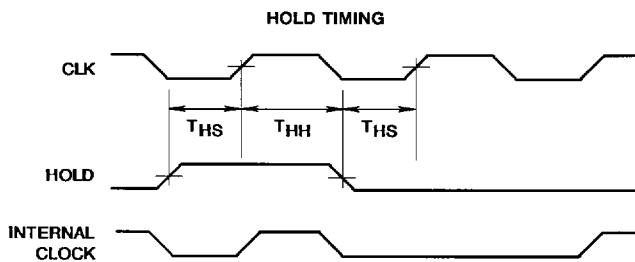 HOLD TIMING
CLK
THS
THH
THS
HOLD
INTERNAL
CLOCK